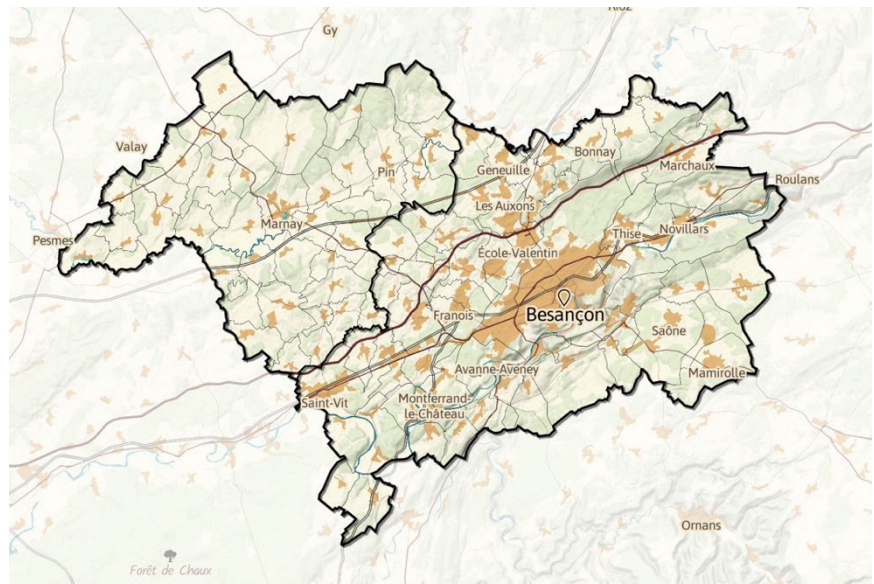 Rioz
Gy
Valay
Pin
Geneuille
Bonnay
Marchaux
Roulans
Les Auxons
Marnay
Pesmes
École-Valentin
Thise
Novillars
Franois
Besançon
Saône
Avanne-Aveney
Mamirolle
Saint-Vit
Montferrand-
le-Château
Ornans
Forêt de Chaux